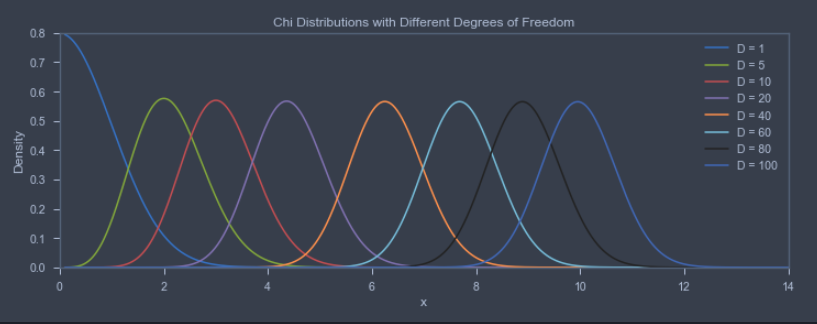 Chi Distributions with Different Degrees of Freedom
0.8
0.7
0.6
0.5
0.4
0.3
0.2
0.1
0.0
Density
D = 1
D = 5
D = 10
D = 20
D = 40
D = 60
D = 80
D = 100
0 2 4 6 8 10 12 14
x